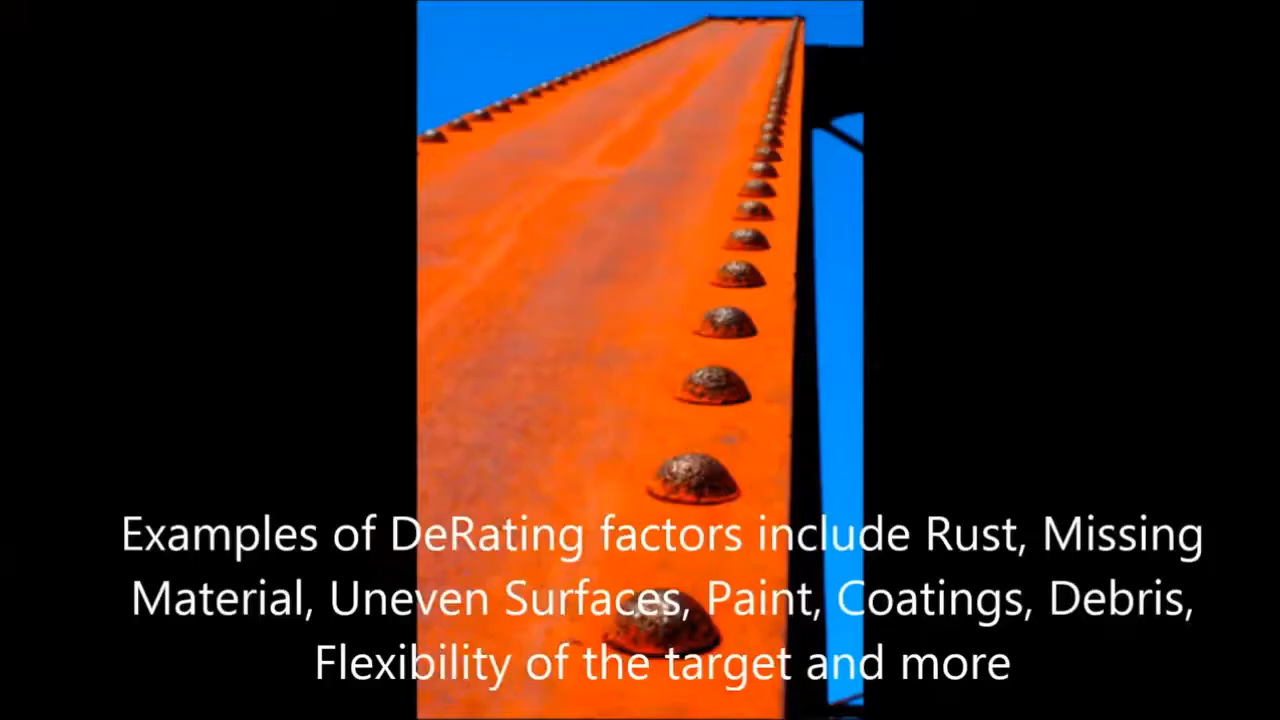 Examples of DeRating factors include Rust, Missing
Material, Uneven Surfaces, Paint, Coatings, Debris,
Flexibility of the target and more